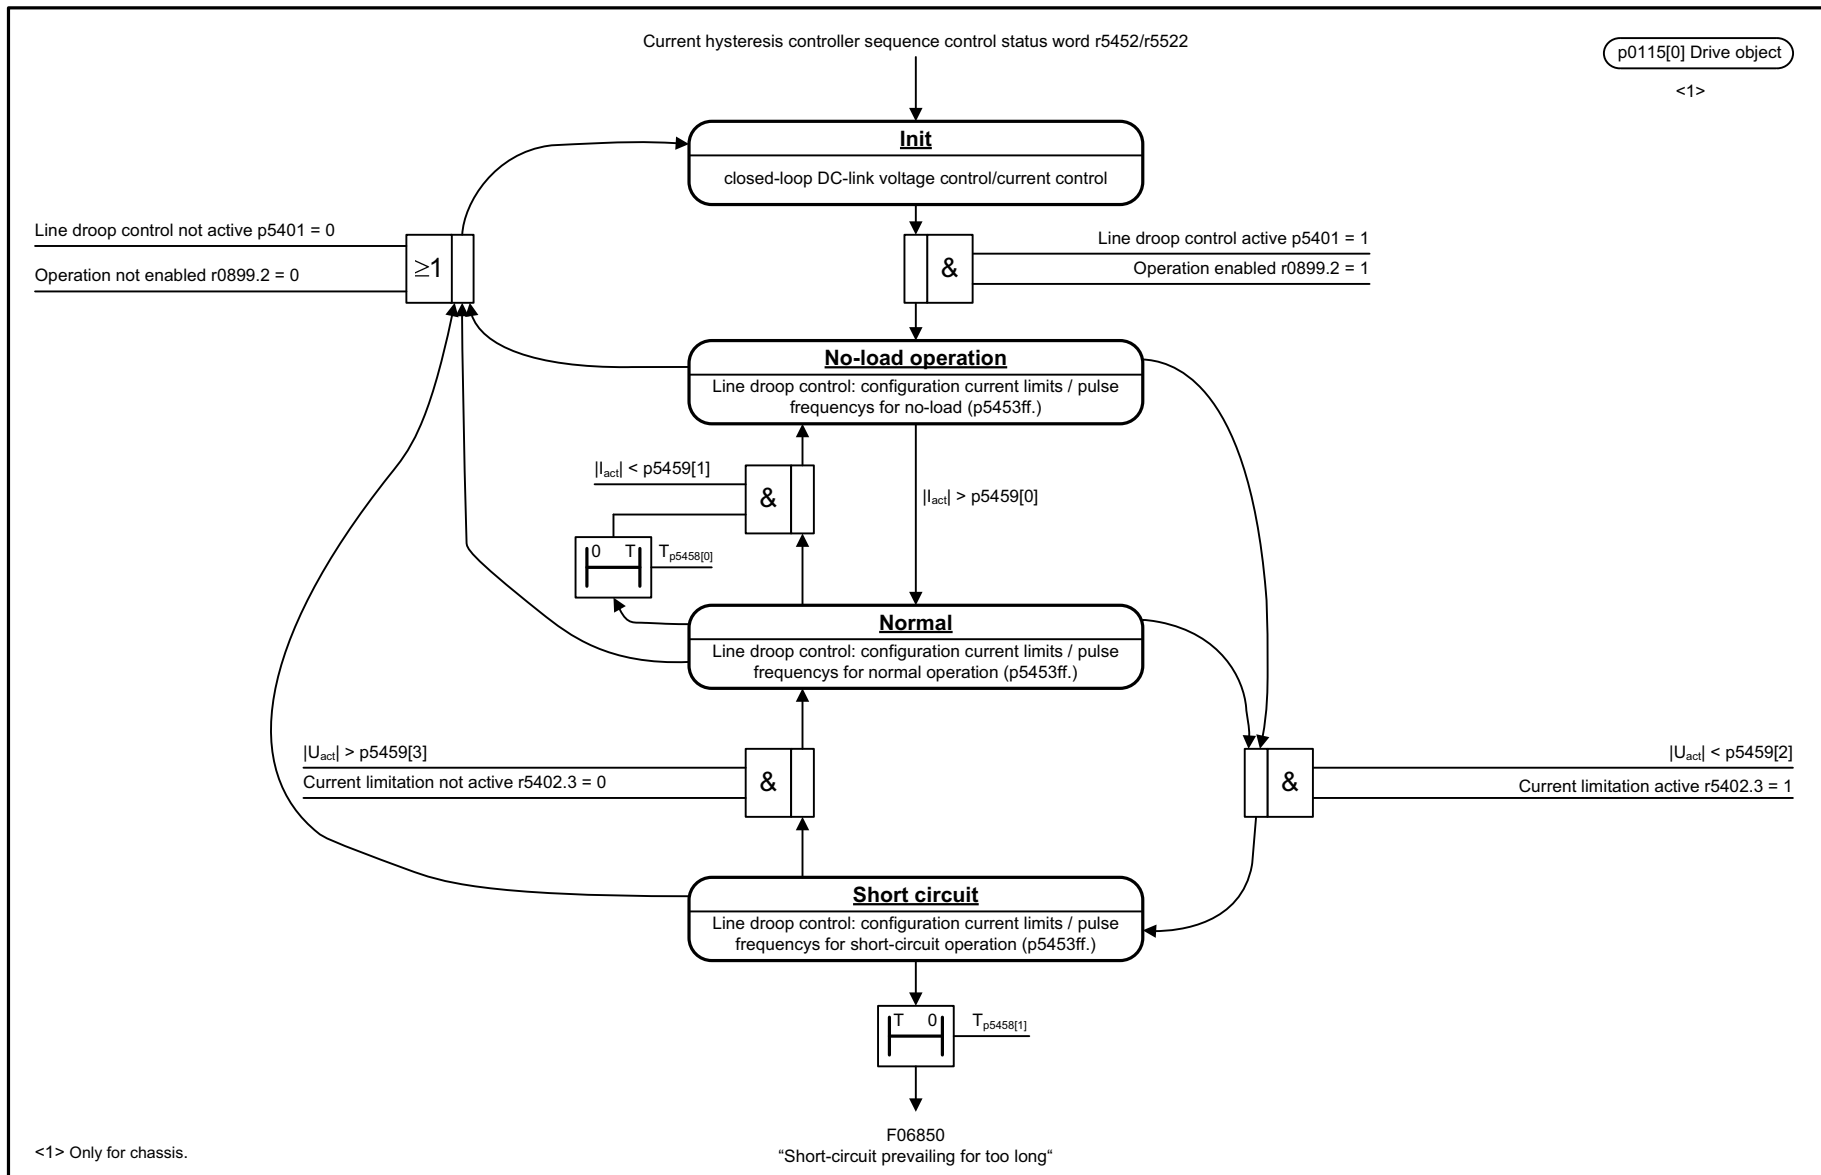 Current hysteresis controller sequence control status word r5452/r5522
p0115[0] Drive object
<1>
Init
closed-loop DC-link voltage control/current control
Line droop control not active p5401 = 0
Operation not enabled r0899.2 = 0
≥1
&
Line droop control active p5401 = 1
Operation enabled r0899.2 = 1
No-load operation
Line droop control: configuration current limits / pulse
frequencys for no-load (p5453ff.)
|Iact| < p5459[1]
&
|Iact| > p5459[0]
0 T
Tp5458[0]
Normal
Line droop control: configuration current limits / pulse
frequencys for normal operation (p5453ff.)
|Uact| > p5459[3]
Current limitation not active r5402.3 = 0
&
&
|Uact| < p5459[2]
Current limitation active r5402.3 = 1
Short circuit
Line droop control: configuration current limits / pulse
frequencys for short-circuit operation (p5453ff.)
T 0
Tp5458[1]
F06850
“Short-circuit prevailing for too long“
<1> Only for chassis.